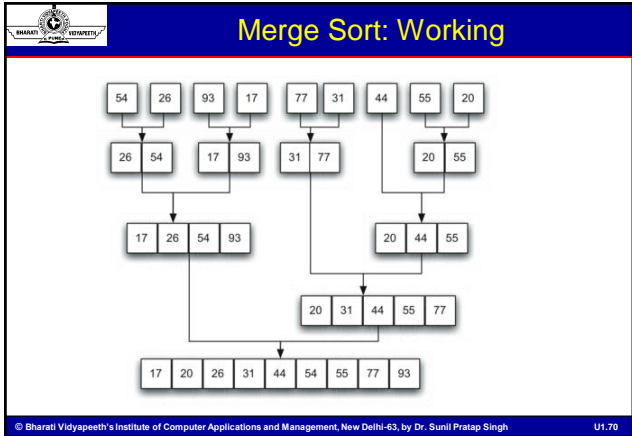 BHARATI VIDYAPEETH
PUNE
Merge Sort: Working
54 26 93 17 77 31 44 55 20
26 54 17 93 31 77 20 55
17 26 54 93 20 44 55
20 31 44 55 77
17 20 26 31 44 54 55 77 93
© Bharati Vidyapeeth's Institute of Computer Applications and Management, New Delhi-63, by Dr. Sunil Pratap Singh U1.70